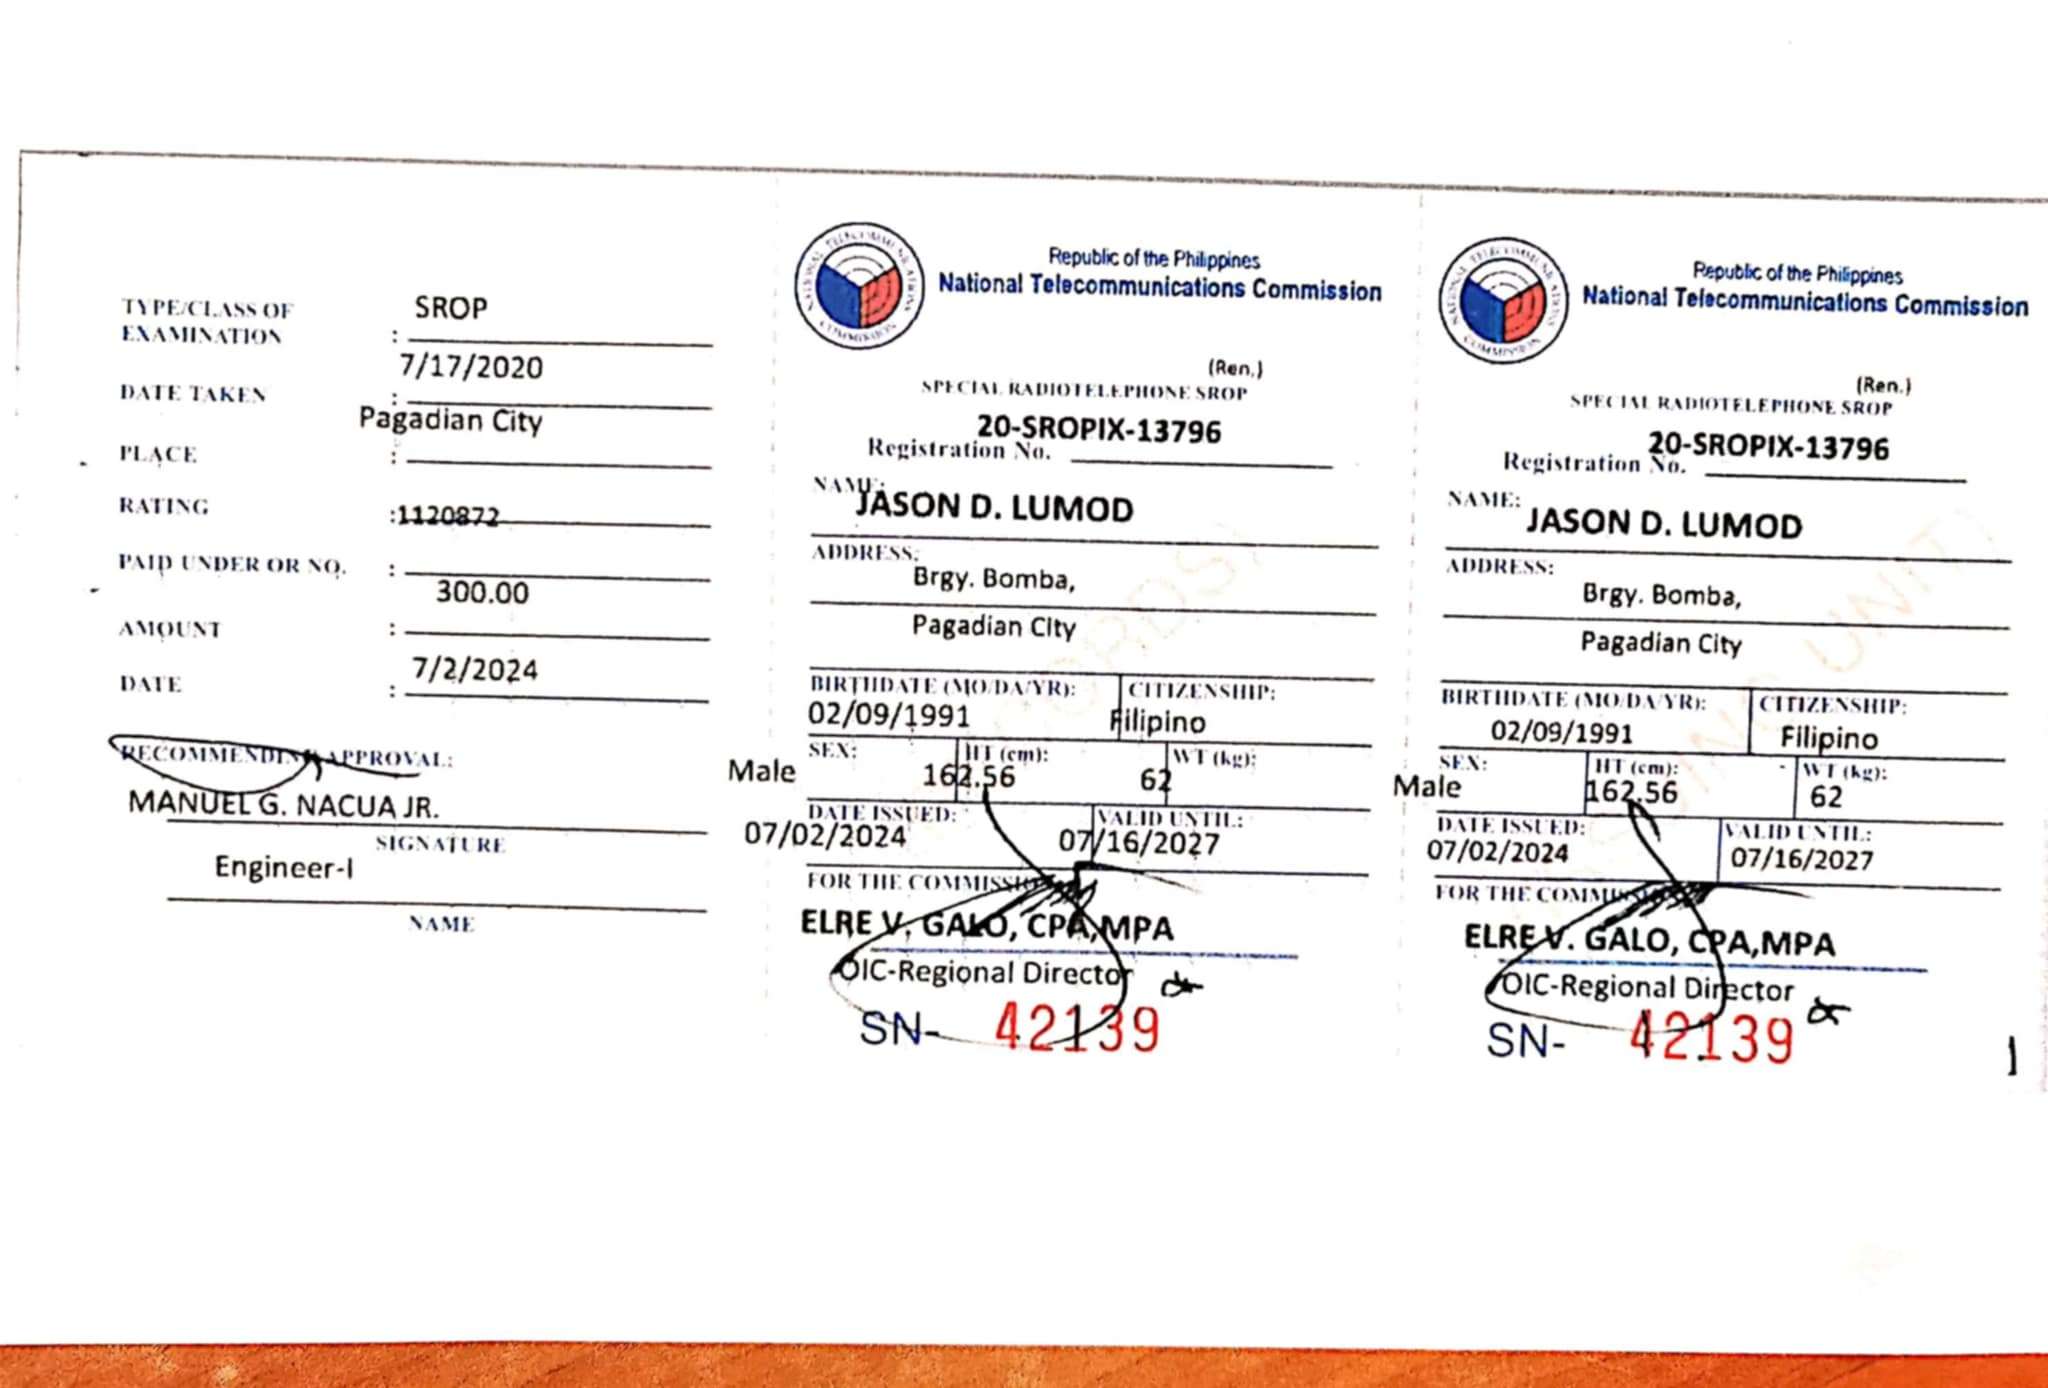 TYPE/CLASS OF
EXAMINATION : SROP
DATE TAKEN : 7/17/2020
PLACE : Pagadian City
RATING :1120872
PAID UNDER OR NO. :
AMOUNT : 300.00
DATE : 7/2/2024
RECOMMENDING APPROVAL:
MANUEL G. NACUA JR.
SIGNATURE
Engineer-I
NAME
NATIONAL TELECOMMUNICATIONS COMMISSION
Republic of the Philippines
National Telecommunications Commission
(Ren.)
SPECIAL RADIOTELEPHONE SROP
20-SROPIX-13796
Registration No.
NAME:
JASON D. LUMOD
ADDRESS:
Brgy. Bomba,
Pagadian CIty
BIRTHDATE (MO/DA/YR): CITIZENSHIP:
02/09/1991 Filipino
SEX: HT (cm): WT (kg):
Male 162.56 62
DATE ISSUED: VALID UNTIL:
07/02/2024 07/16/2027
FOR THE COMMISSION
ELRE V. GALO, CPA,MPA
OIC-Regional Director
SN- 42139
NATIONAL TELECOMMUNICATIONS COMMISSION
Republic of the Philippines
National Telecommunications Commission
(Ren.)
SPECIAL RADIOTELEPHONE SROP
20-SROPIX-13796
Registration No.
NAME:
JASON D. LUMOD
ADDRESS:
Brgy. Bomba,
Pagadian City
BIRTHDATE (MO/DA/YR): CITIZENSHIP:
02/09/1991 Filipino
SEX: HT (cm): WT (kg):
Male 162.56 62
DATE ISSUED: VALID UNTIL:
07/02/2024 07/16/2027
FOR THE COMMISSION
ELRE V. GALO, CPA,MPA
OIC-Regional Director
SN- 42139